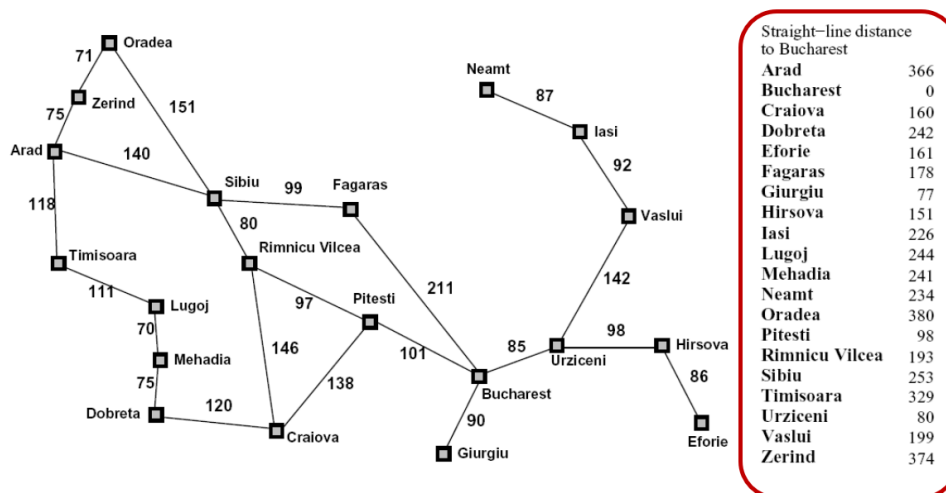 Oradea
71
Neamt
87
Zerind
151
75
Iasi
Arad
140
92
Sibiu
99
Fagaras
118
80
Vaslui
Rimnicu Vilcea
Timisoara
142
111
97
211
Lugoj
Pitesti
70
98
Hirsova
146
101
85
Mehadia
138
Urziceni
86
75
Bucharest
120
90
Dobreta
Craiova
Eforie
Giurgiu
Straight-line distance
to Bucharest
Arad 366
Bucharest 0
Craiova 160
Dobreta 242
Eforie 161
Fagaras 178
Giurgiu 77
Hirsova 151
Iasi 226
Lugoj 244
Mehadia 241
Neamt 234
Oradea 380
Pitesti 98
Rimnicu Vilcea 193
Sibiu 253
Timisoara 329
Urziceni 80
Vaslui 199
Zerind 374